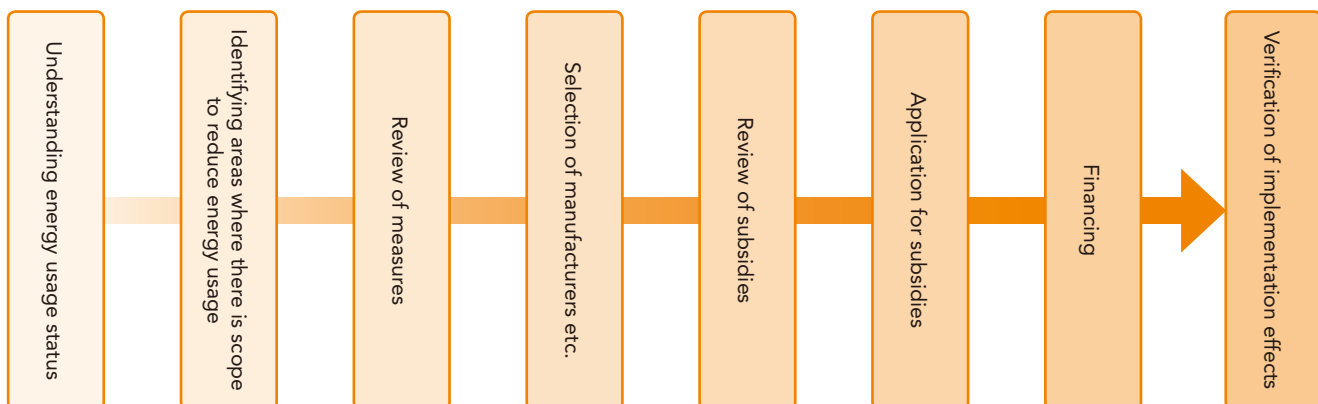 Understanding energy usage status
Identifying areas where there is scope
to reduce energy usage
Review of measures
Selection of manufacturers etc.
Review of subsidies
Application for subsidies
Financing
Verification of implementation effects